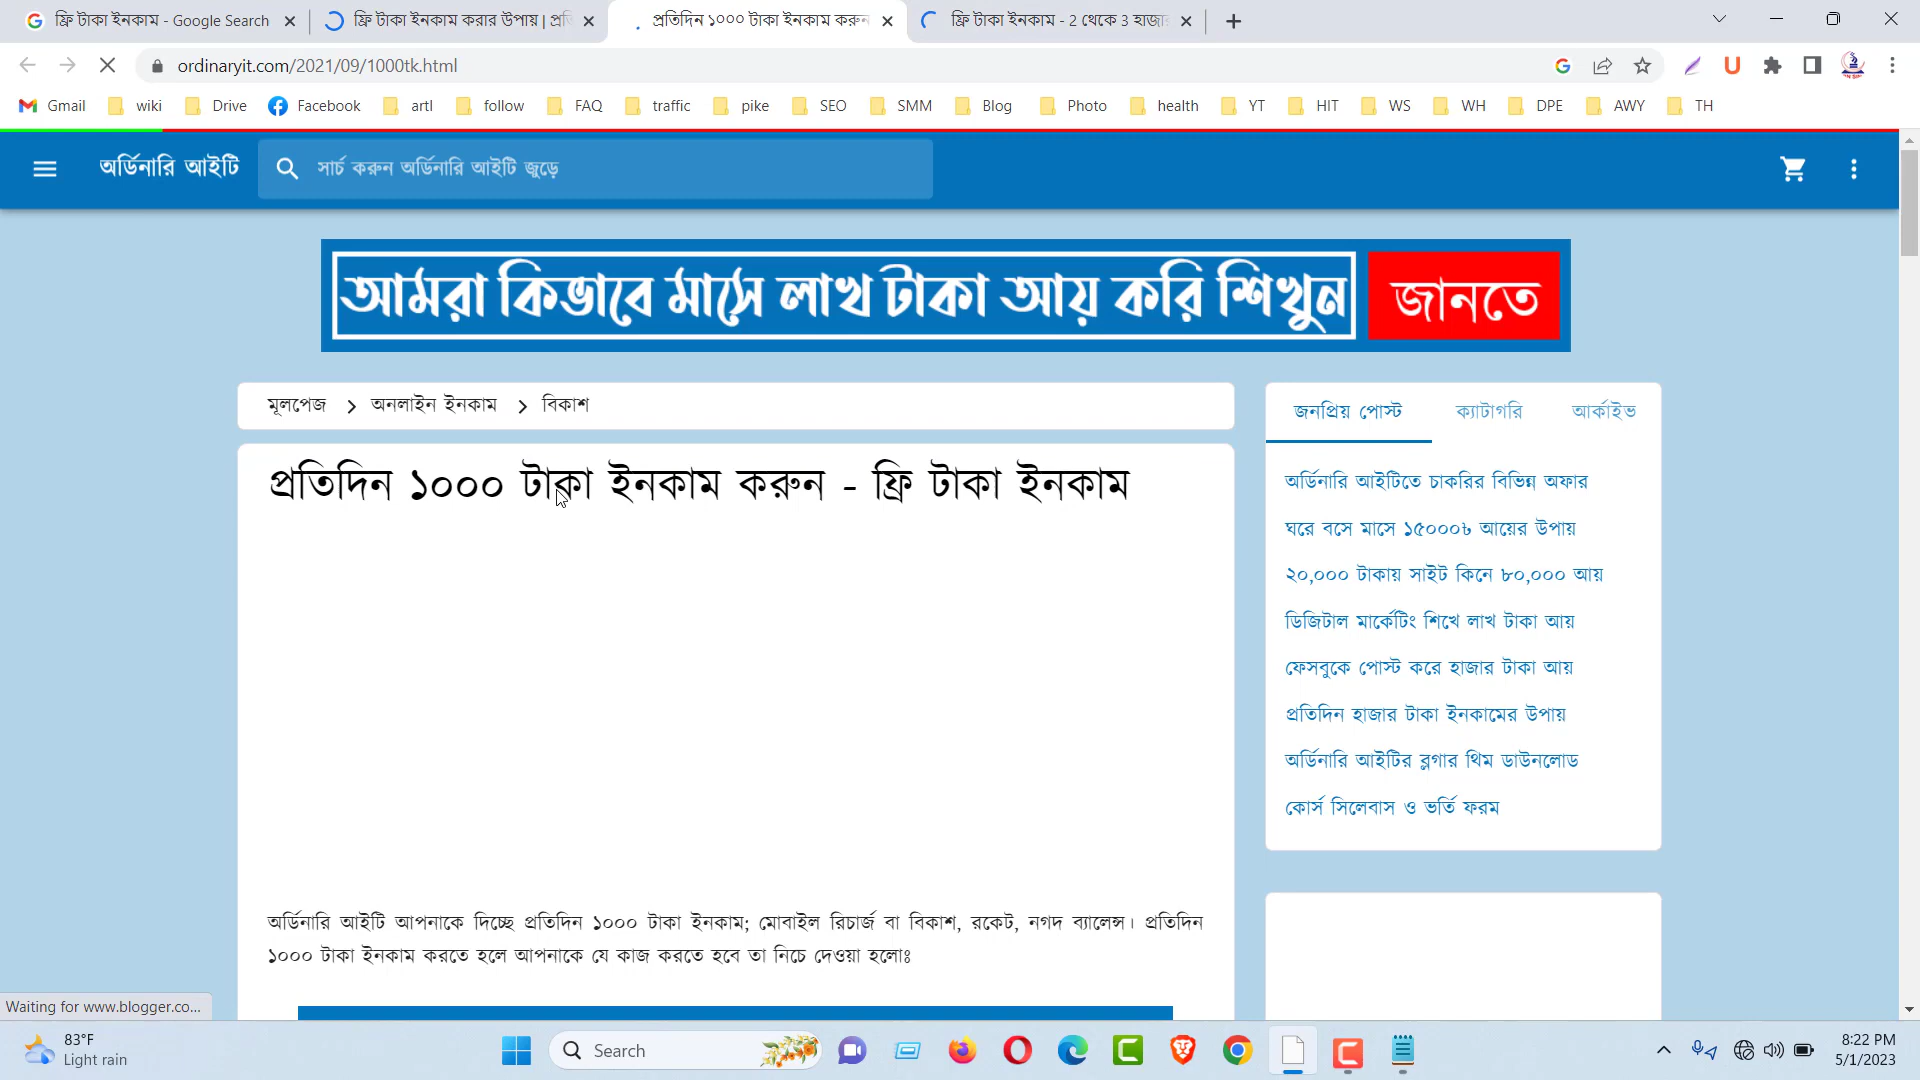 ফ্রি টাকা ইনকাম - Google Search
ফ্রি টাকা ইনকাম করার উপায় | প্রতি
প্রতিদিন ১০০০ টাকা ইনকাম করুন
ফ্রি টাকা ইনকাম - 2 থেকে 3 হাজার
ordinaryit.com/2021/09/1000tk.html
Gmail wiki Drive Facebook artl follow FAQ traffic pike SEO SMM Blog Photo health YT HIT WS WH DPE AWY TH
অর্ডিনারি আইটি
সার্চ করুন অর্ডিনারি আইটি জুড়ে
আমরা কিভাবে মাসে লাখ টাকা আয় করি শিখুন জানতে
মূলপেজ > অনলাইন ইনকাম > বিকাশ
প্রতিদিন ১০০০ টাকা ইনকাম করুন - ফ্রি টাকা ইনকাম
অর্ডিনারি আইটি আপনাকে দিচ্ছে প্রতিদিন ১০০০ টাকা ইনকাম; মোবাইল রিচার্জ বা বিকাশ, রকেট, নগদ ব্যালেন্স। প্রতিদিন
১০০০ টাকা ইনকাম করতে হলে আপনাকে যে কাজ করতে হবে তা নিচে দেওয়া হলোঃ
জনপ্রিয় পোস্ট ক্যাটাগরি আর্কাইভ
অর্ডিনারি আইটিতে চাকরির বিভিন্ন অফার
ঘরে বসে মাসে ১৫০০০৳ আয়ের উপায়
২০,০০০ টাকায় সাইট কিনে ৮০,০০০ আয়
ডিজিটাল মার্কেটিং শিখে লাখ টাকা আয়
ফেসবুকে পোস্ট করে হাজার টাকা আয়
প্রতিদিন হাজার টাকা ইনকামের উপায়
অর্ডিনারি আইটির ব্লগার থিম ডাউনলোড
কোর্স সিলেবাস ও ভর্তি ফরম
Waiting for www.blogger.co...
83°F
Light rain
Search
8:22 PM
5/1/2023